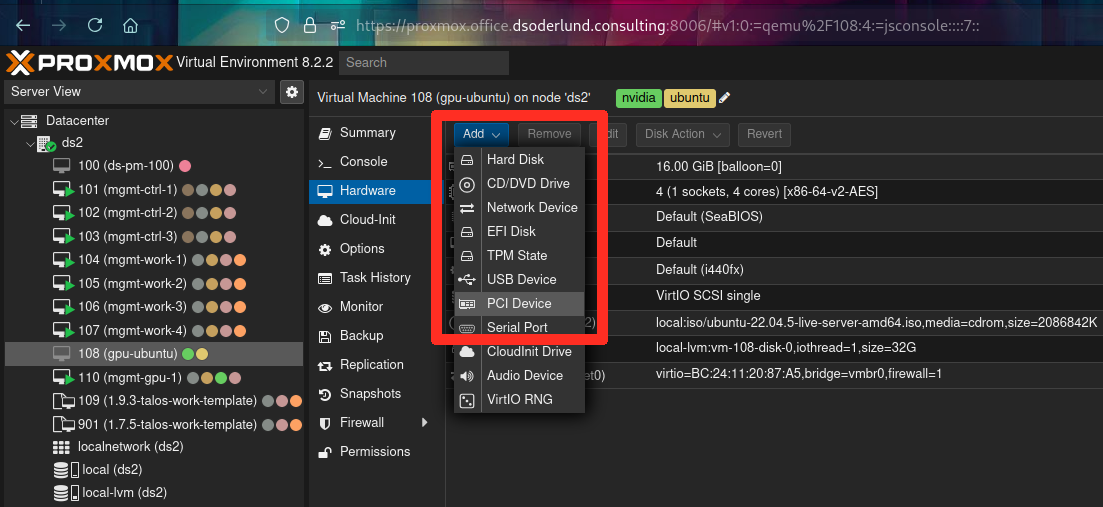 https://proxmox.office.dsoderlund.consulting:8006/#v1:0:=qemu%2F108:4:=jsconsole::::7::
PROXMOX Virtual Environment 8.2.2 Search
Server View
Virtual Machine 108 (gpu-ubuntu) on node 'ds2' nvidia ubuntu
Datacenter
ds2
100 (ds-pm-100)
101 (mgmt-ctrl-1)
102 (mgmt-ctrl-2)
103 (mgmt-ctrl-3)
104 (mgmt-work-1)
105 (mgmt-work-2)
106 (mgmt-work-3)
107 (mgmt-work-4)
108 (gpu-ubuntu)
110 (mgmt-gpu-1)
109 (1.9.3-talos-work-template)
901 (1.7.5-talos-work-template)
localnetwork (ds2)
local (ds2)
local-lvm (ds2)
Summary
Console
Hardware
Cloud-Init
Options
Task History
Monitor
Backup
Replication
Snapshots
Firewall
Permissions
Add Remove Disk Action Revert
Hard Disk
CD/DVD Drive
Network Device
EFI Disk
TPM State
USB Device
PCI Device
Serial Port
CloudInit Drive
Audio Device
VirtIO RNG
16.00 GiB [balloon=0]
4 (1 sockets, 4 cores) [x86-64-v2-AES]
Default (SeaBIOS)
Default
Default (i440fx)
VirtIO SCSI single
local:iso/ubuntu-22.04.5-live-server-amd64.iso,media=cdrom,size=2086842K
local-lvm:vm-108-disk-0,iothread=1,size=32G
virtio=BC:24:11:20:87:A5,bridge=vmbr0,firewall=1